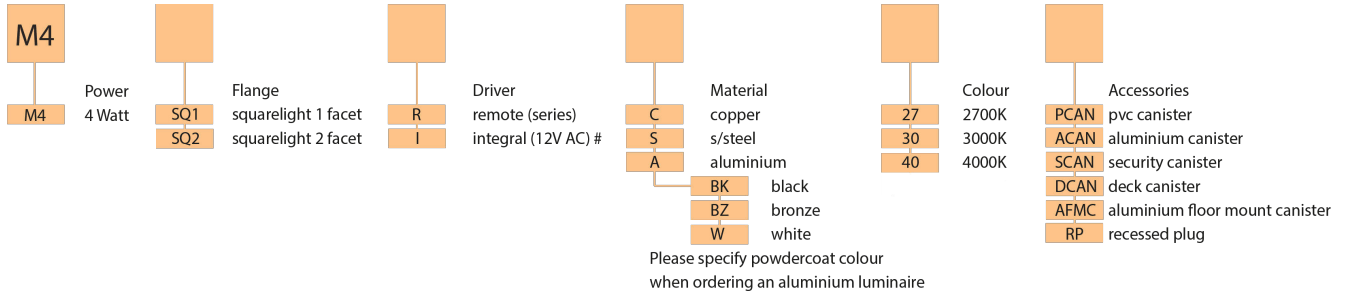 M4
Power
M4 4 Watt
Flange
SQ1 squarelight 1 facet
SQ2 squarelight 2 facet
Driver
R remote (series)
I integral (12V AC) #
Material
C copper
S s/steel
A aluminium
BK black
BZ bronze
W white
Please specify powdercoat colour
when ordering an aluminium luminaire
Colour
27 2700K
30 3000K
40 4000K
Accessories
PCAN pvc canister
ACAN aluminium canister
SCAN security canister
DCAN deck canister
AFMC aluminium floor mount canister
RP recessed plug